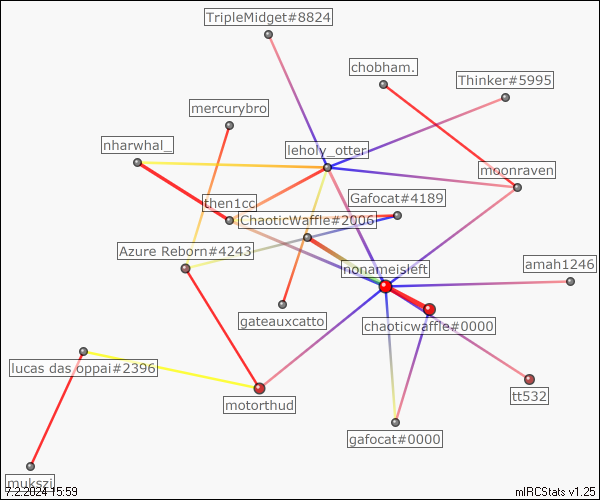 TripleMidget#8824
chobham.
Thinker#5995
mercurybro
nharwhal_
leholy_otter
moonraven
then1cc
Gafocat#4189
ChaoticWaffle#2006
Azure Reborn#4243
nonameisleft
amah1246
gateauxcatto
chaoticwaffle#0000
lucas das oppai#2396
motorthud
tt532
gafocat#0000
mukszi
7.2.2024 15:59
mIRCStats v1.25